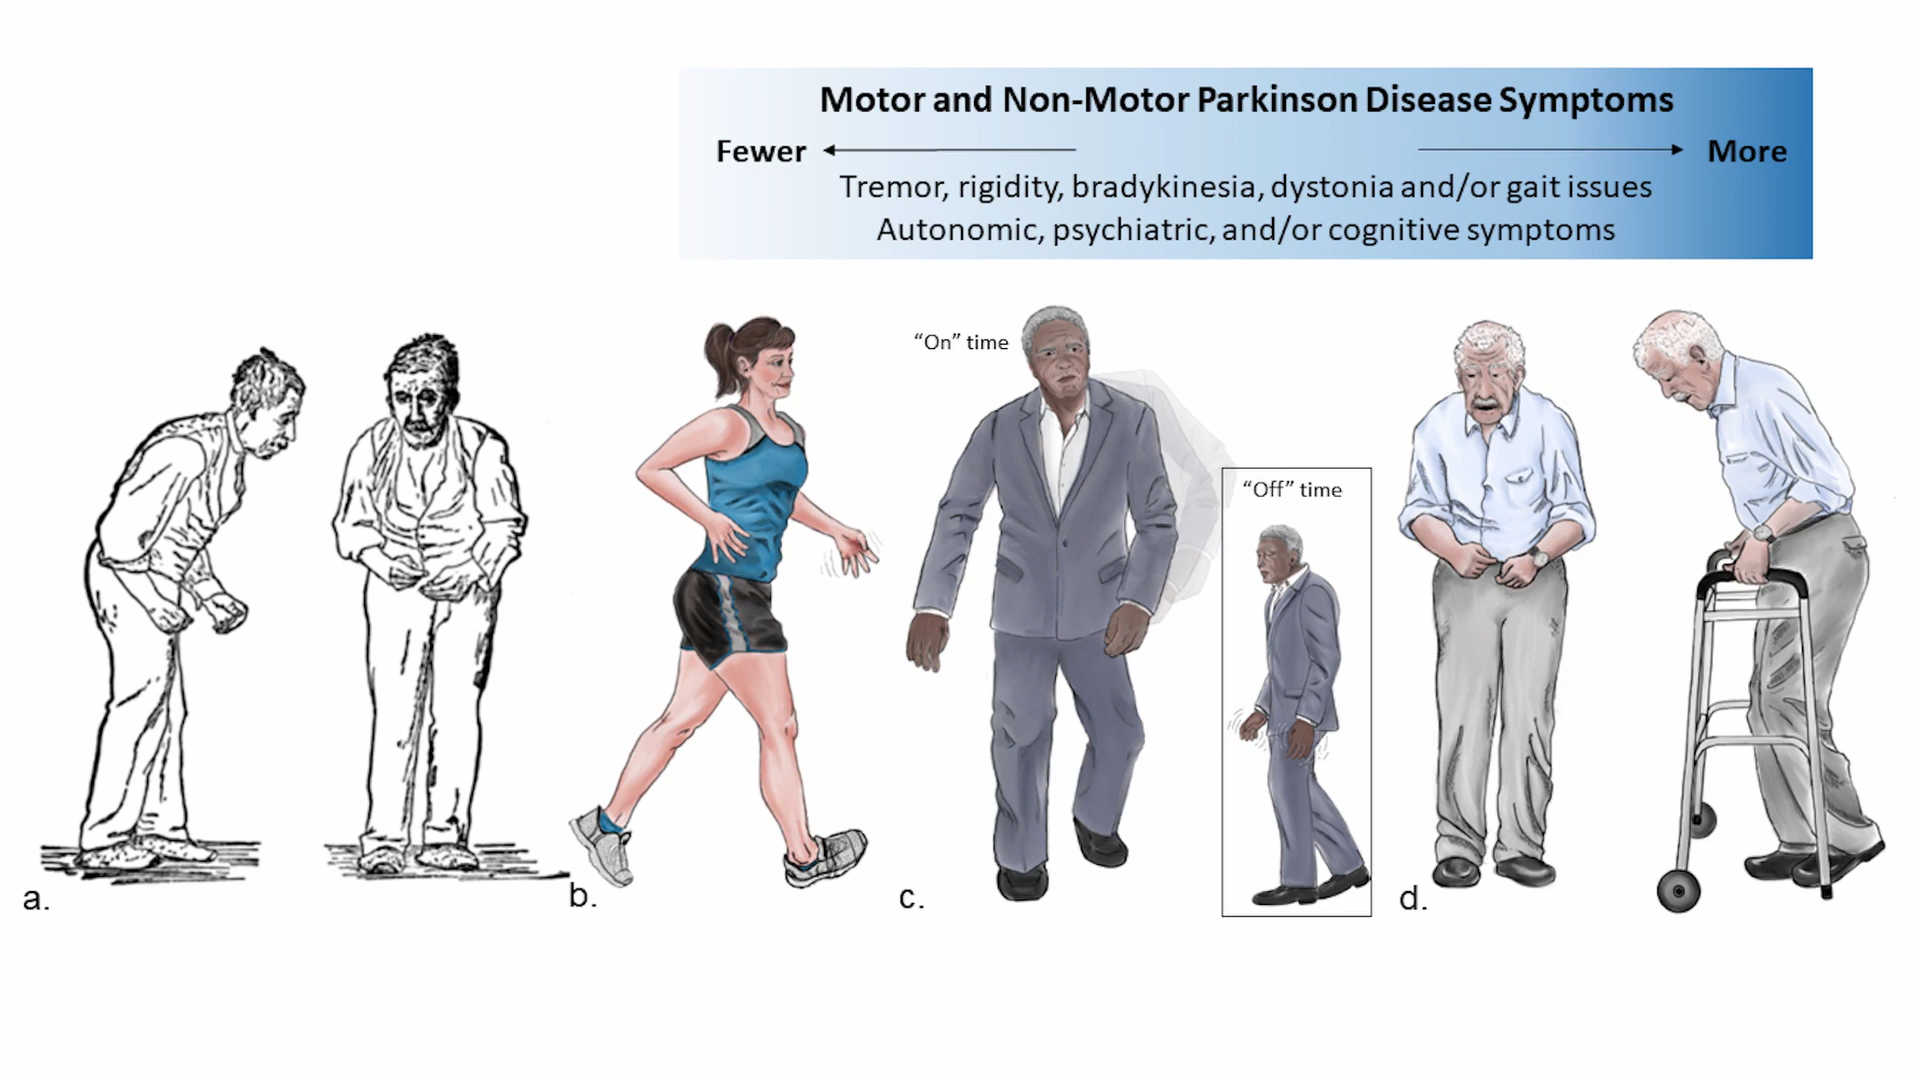 Motor and Non-Motor Parkinson Disease Symptoms
Fewer
More
Tremor, rigidity, bradykinesia, dystonia and/or gait issues
Autonomic, psychiatric, and/or cognitive symptoms
“On” time
“Off” time
a.
b.
c.
d.